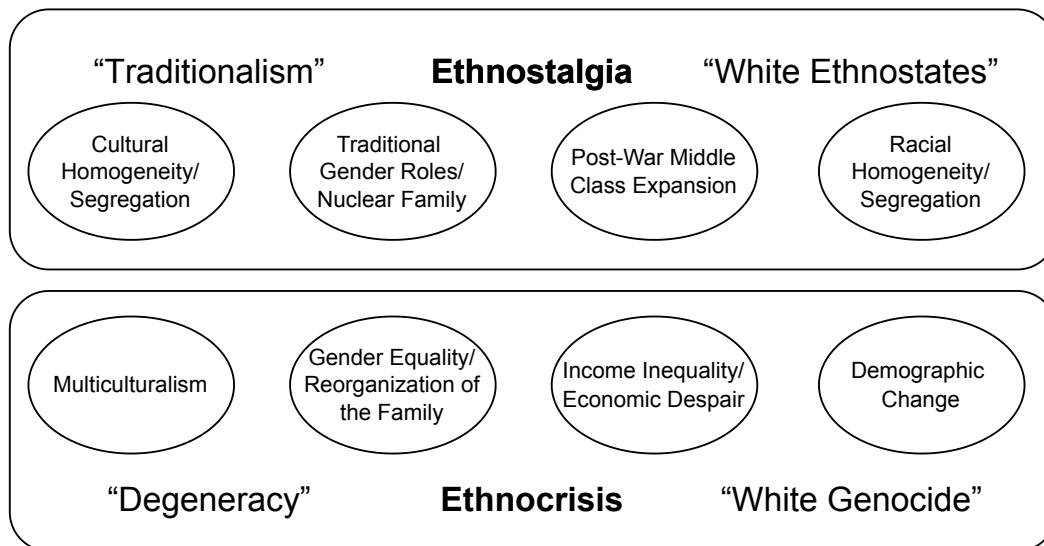 “Traditionalism” Ethnostalgia “White Ethnostates”
Cultural
Homogeneity/
Segregation
Traditional
Gender Roles/
Nuclear Family
Post-War Middle
Class Expansion
Racial
Homogeneity/
Segregation
Multiculturalism
Gender Equality/
Reorganization of
the Family
Income Inequality/
Economic Despair
Demographic
Change
“Degeneracy” Ethnocrisis “White Genocide”